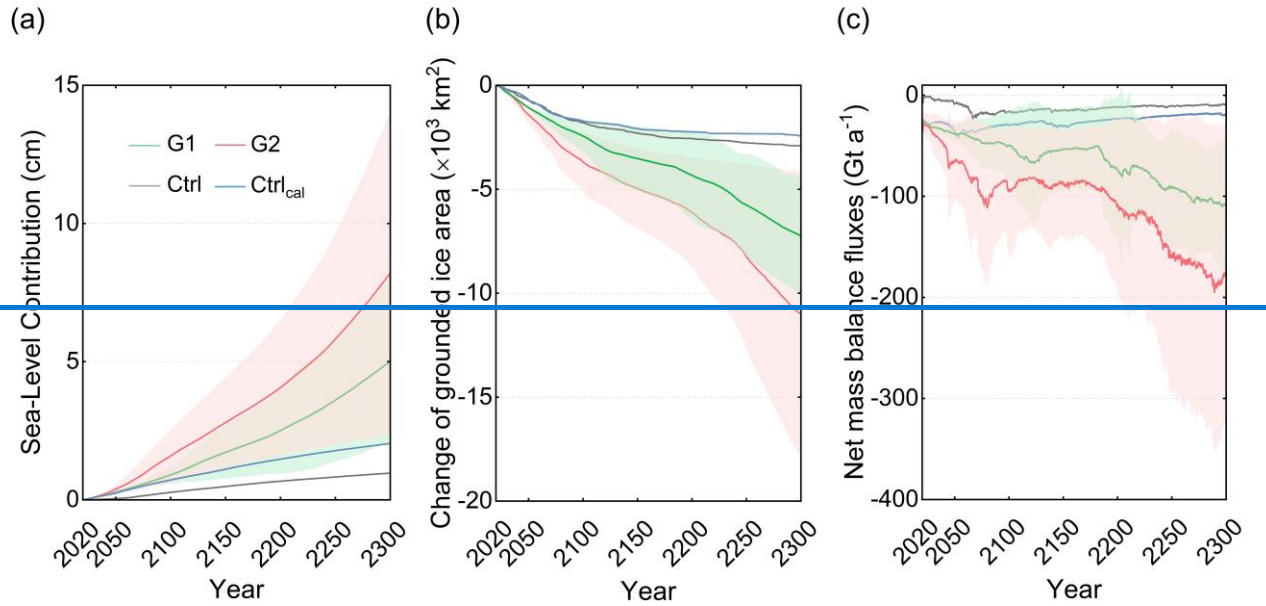 (a)
(b)
(c)
Sea-Level Contribution (cm)
15
10
5
0
G1
G2
Ctrl
Ctrlcal
2020
2050
2100
2150
2200
2250
2300
Year
Change of grounded ice area (×10³ km²)
0
-5
-10
-15
-20
2020
2050
2100
2150
2200
2250
2300
Year
Net mass balance fluxes (Gt a⁻¹)
0
-100
-200
-300
-400
2020
2050
2100
2150
2200
2250
2300
Year